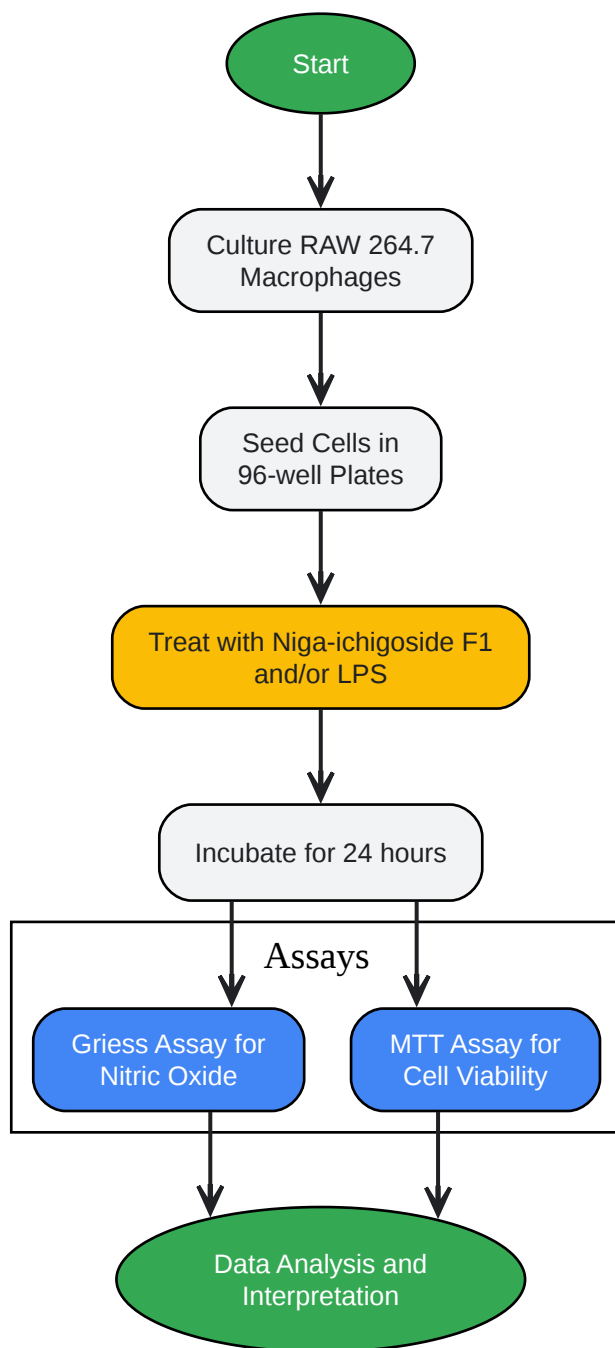 Start
Culture RAW 264.7
Macrophages
Seed Cells in
96-well Plates
Treat with Niga-ichigoside F1
and/or LPS
Incubate for 24 hours
Assays
Griess Assay for
Nitric Oxide
MTT Assay for
Cell Viability
Data Analysis and
Interpretation